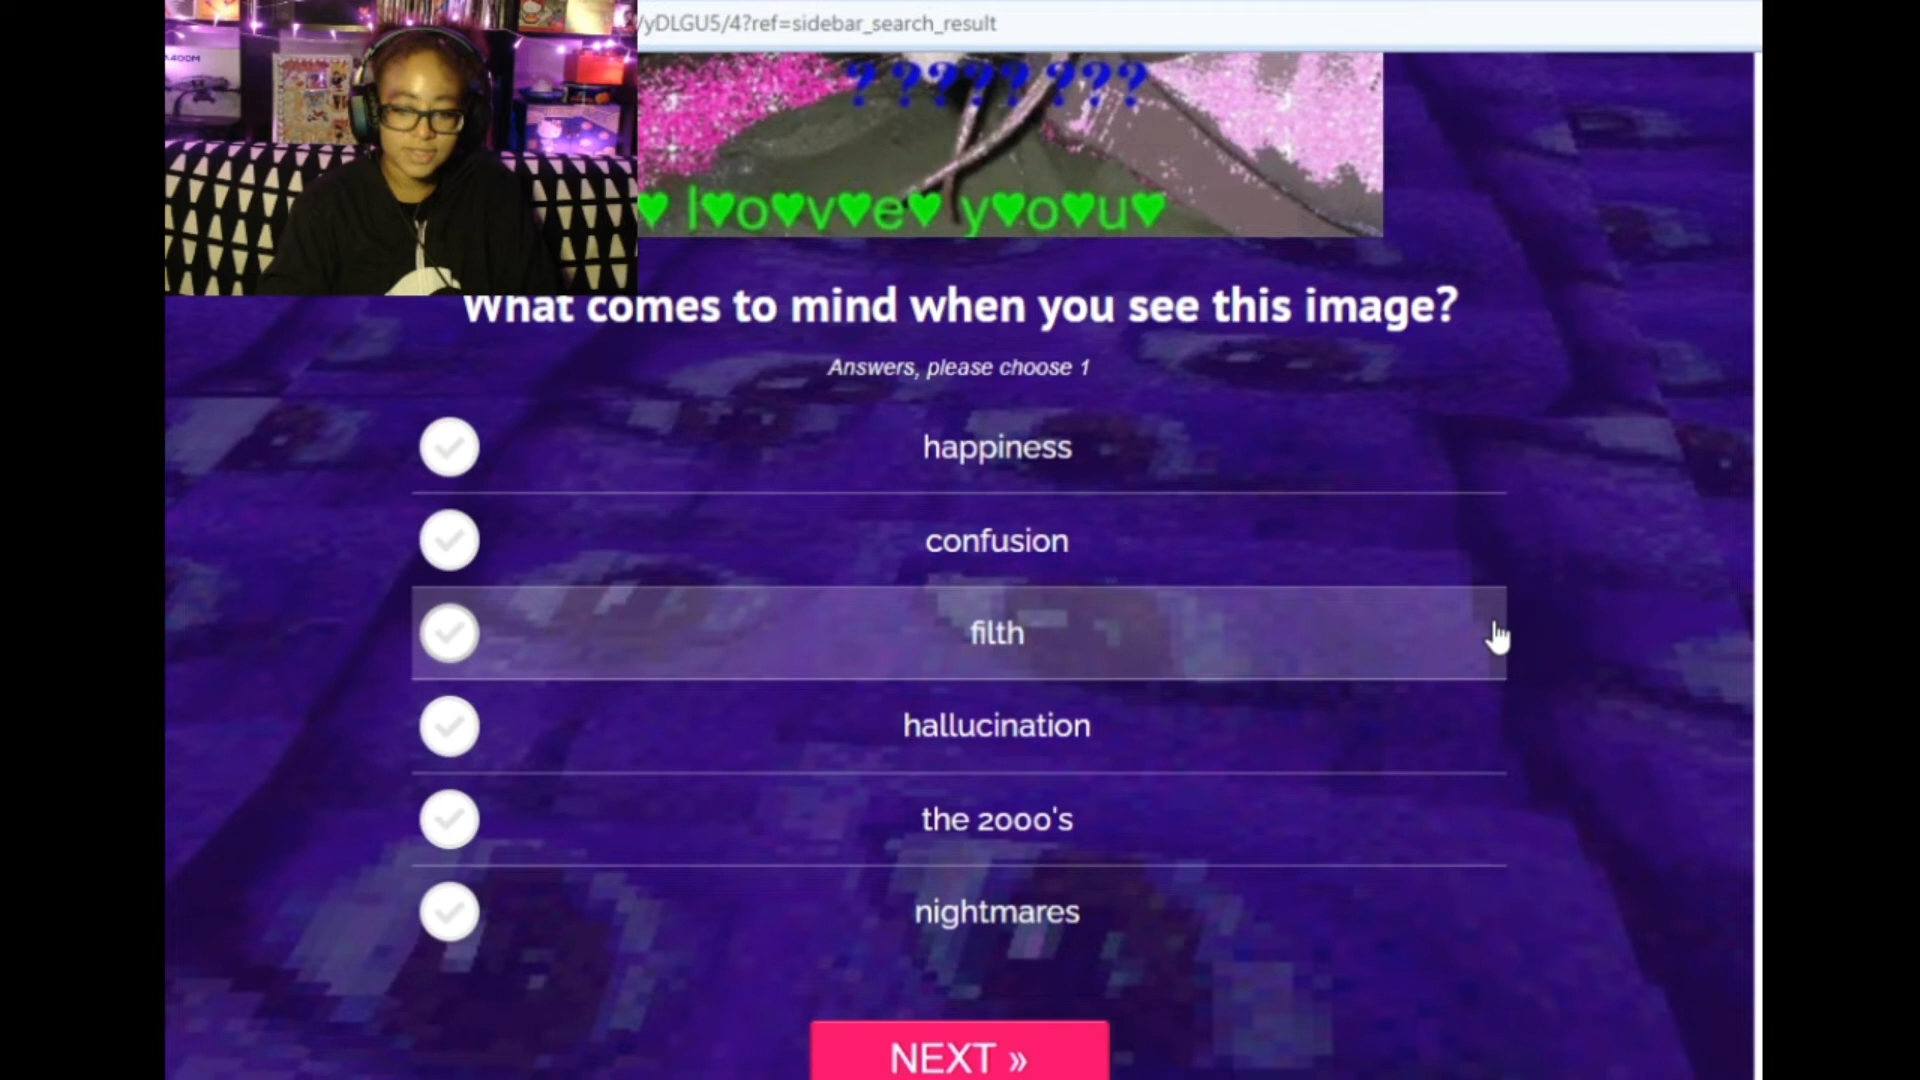 /yDLGU5/4?ref=sidebar_search_result
? ????? ???
♥ l♥o♥v♥e♥ y♥o♥u♥
What comes to mind when you see this image?
Answers, please choose 1
happiness
confusion
filth
hallucination
the 2000's
nightmares
NEXT »